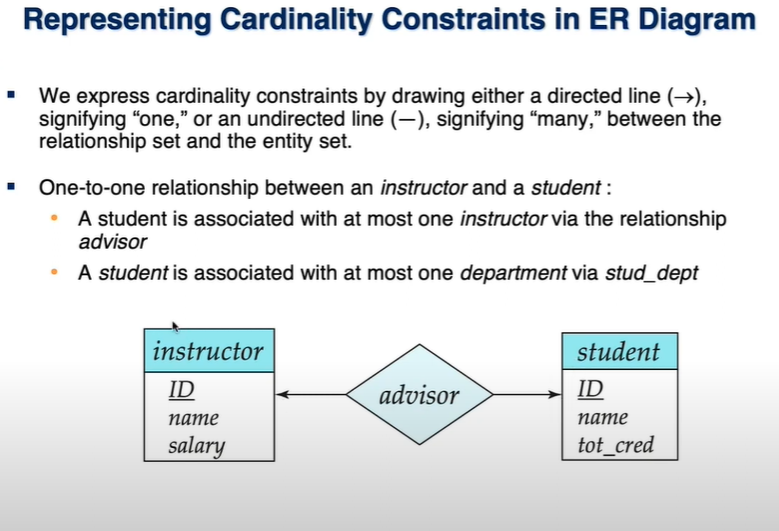 Representing Cardinality Constraints in ER Diagram
We express cardinality constraints by drawing either a directed line (→),
signifying “one,” or an undirected line (—), signifying “many,” between the
relationship set and the entity set.
One-to-one relationship between an instructor and a student :
A student is associated with at most one instructor via the relationship
advisor
A student is associated with at most one department via stud_dept
instructor
ID
name
salary
advisor
student
ID
name
tot_cred